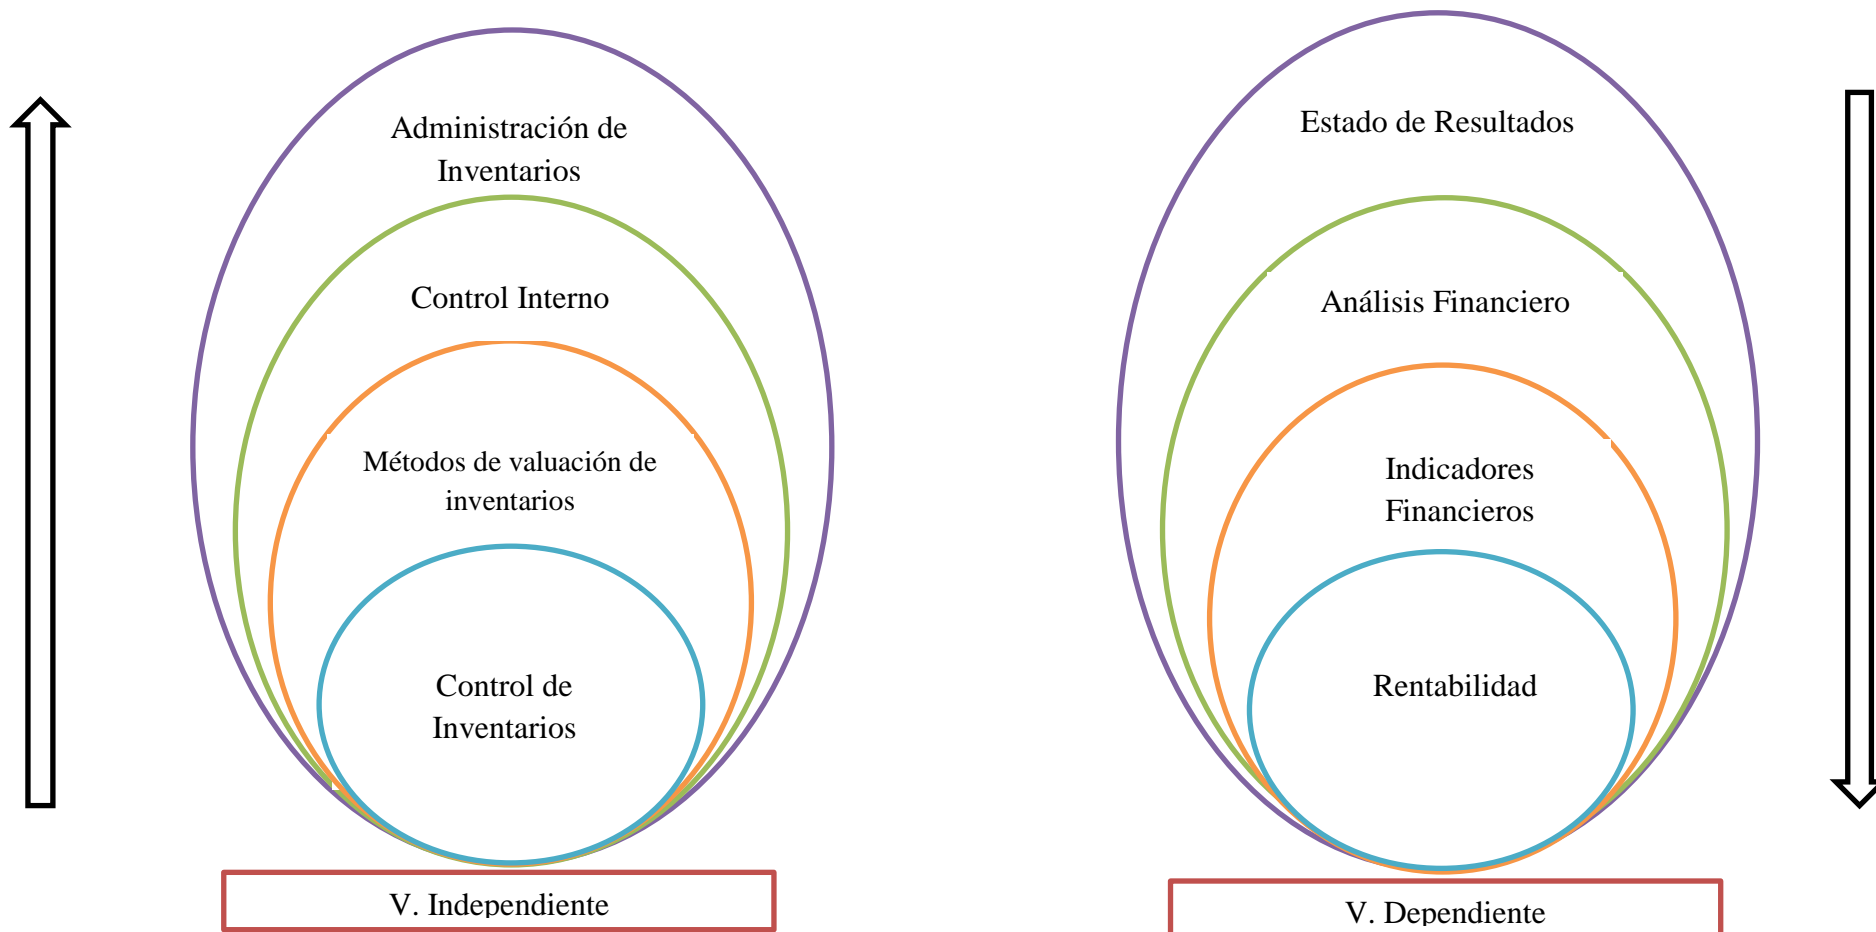 Administración de
Inventarios
Control Interno
Métodos de valuación de
inventarios
Control de
Inventarios
V. Independiente
Estado de Resultados
Análisis Financiero
Indicadores
Financieros
Rentabilidad
V. Dependiente